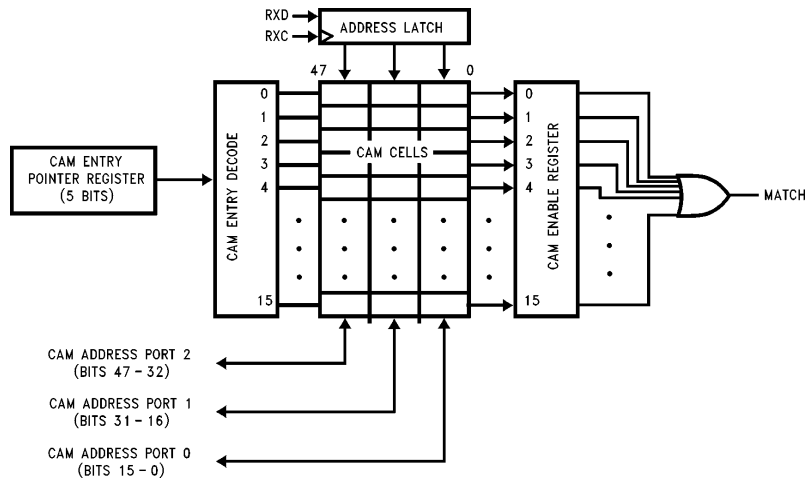 RXD
RXC
ADDRESS LATCH
47
0
0
1
2
3
4
15
CAM ENTRY DECODE
CAM CELLS
0
1
2
3
4
15
CAM ENABLE REGISTER
CAM ENTRY
POINTER REGISTER
(5 BITS)
MATCH
CAM ADDRESS PORT 2
(BITS 47-32)
CAM ADDRESS PORT 1
(BITS 31-16)
CAM ADDRESS PORT 0
(BITS 15-0)